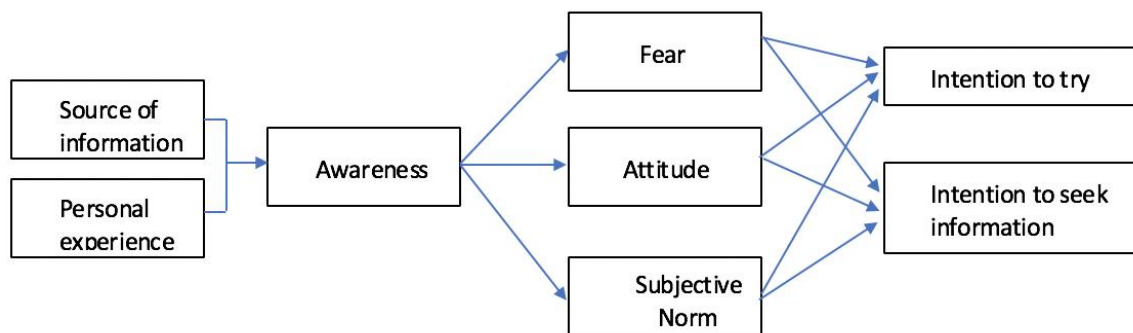 Source of
information
Personal
experience
Awareness
Fear
Attitude
Subjective
Norm
Intention to try
Intention to seek
information